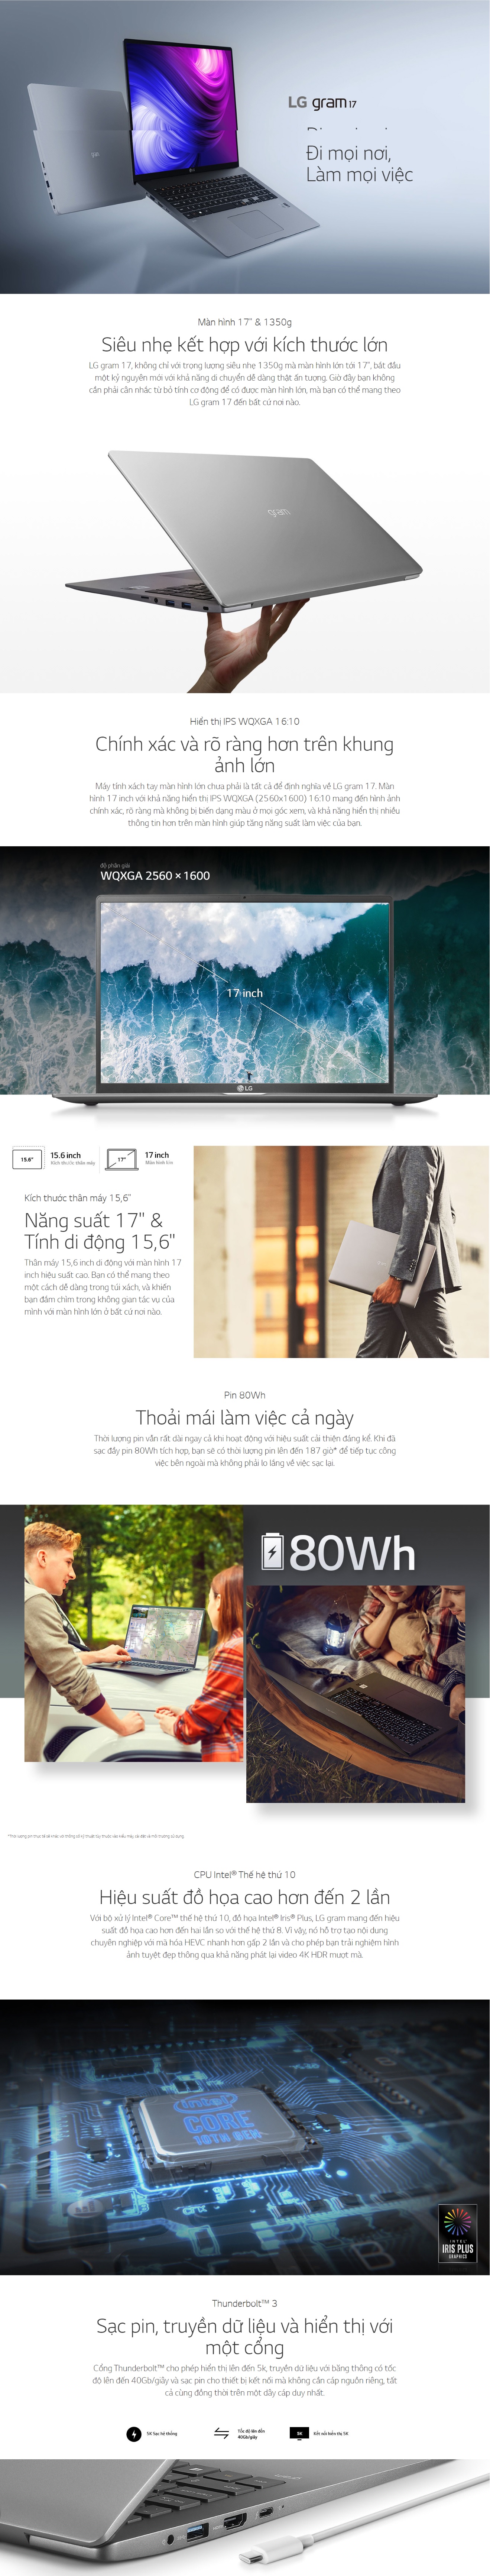 LG gram 17
Đi mọi nơi,
Làm mọi việc
Màn hình 17" & 1350g
Siêu nhẹ kết hợp với kích thước lớn
LG gram 17, không chỉ với trọng lượng siêu nhẹ 1350g mà màn hình lớn tới 17", bắt đầu
một kỷ nguyên mới với khả năng di chuyển dễ dàng thật ấn tượng. Giờ đây bạn không
cần phải cân nhắc từ bỏ tính cơ động để có được màn hình lớn, mà bạn có thể mang theo
LG gram 17 đến bất cứ nơi nào.
gram
Hiển thị IPS WQXGA 16:10
Chính xác và rõ ràng hơn trên khung
ảnh lớn
Máy tính xách tay màn hình lớn chưa phải là tất cả để định nghĩa về LG gram 17. Màn
hình 17 inch với khả năng hiển thị IPS WQXGA (2560x1600) 16:10 mang đến hình ảnh
chính xác, rõ ràng mà không bị biến dạng màu ở mọi góc xem, và khả năng hiển thị nhiều
thông tin hơn trên màn hình giúp tăng năng suất làm việc của bạn.
độ phân giải
WQXGA 2560 × 1600
17 inch
LG
15.6"
15.6 inch
Kích thước thân máy
17"
17 inch
Màn hình lớn
Kích thước thân máy 15,6"
Năng suất 17" &
Tính di động 15,6"
Thân máy 15,6 inch di động với màn hình 17
inch hiệu suất cao. Bạn có thể mang theo
một cách dễ dàng trong túi xách, và khiến
bạn đắm chìm trong không gian tác vụ của
mình với màn hình lớn ở bất cứ nơi nào.
Pin 80Wh
Thoải mái làm việc cả ngày
Thời lượng pin vẫn rất dài ngay cả khi hoạt động với hiệu suất cải thiện đáng kể. Khi đã
sạc đầy pin 80Wh tích hợp, bạn sẽ có thời lượng pin lên đến 187 giờ* để tiếp tục công
việc bên ngoài mà không phải lo lắng về việc sạc lại.
80Wh
CPU Intel® Thế hệ thứ 10
Hiệu suất đồ họa cao hơn đến 2 lần
Với bộ xử lý Intel® Core™ thế hệ thứ 10, đồ họa Intel® Iris® Plus, LG gram mang đến hiệu
suất đồ họa cao hơn đến hai lần so với thế hệ thứ 8. Vì vậy, nó hỗ trợ tạo nội dung
chuyên nghiệp với mã hóa HEVC nhanh hơn gấp 2 lần và cho phép bạn trải nghiệm hình
ảnh tuyệt đẹp thông qua khả năng phát lại video 4K HDR mượt mà.
intel
CORE
10TH GEN
INTEL
IRIS PLUS
GRAPHICS
Thunderbolt™ 3
Sạc pin, truyền dữ liệu và hiển thị với
một cổng
Cổng Thunderbolt™ cho phép hiển thị lên đến 5k, truyền dữ liệu với băng thông có tốc
độ lên đến 40Gb/giây và sạc pin cho thiết bị kết nối mà không cần cáp nguồn riêng, tất
cả cùng đồng thời trên một dây cáp duy nhất.
5K Sạc hệ thống
Tốc độ lên đến
40Gb/giây
5K
Kết nối hiển thị 5K
HDMI